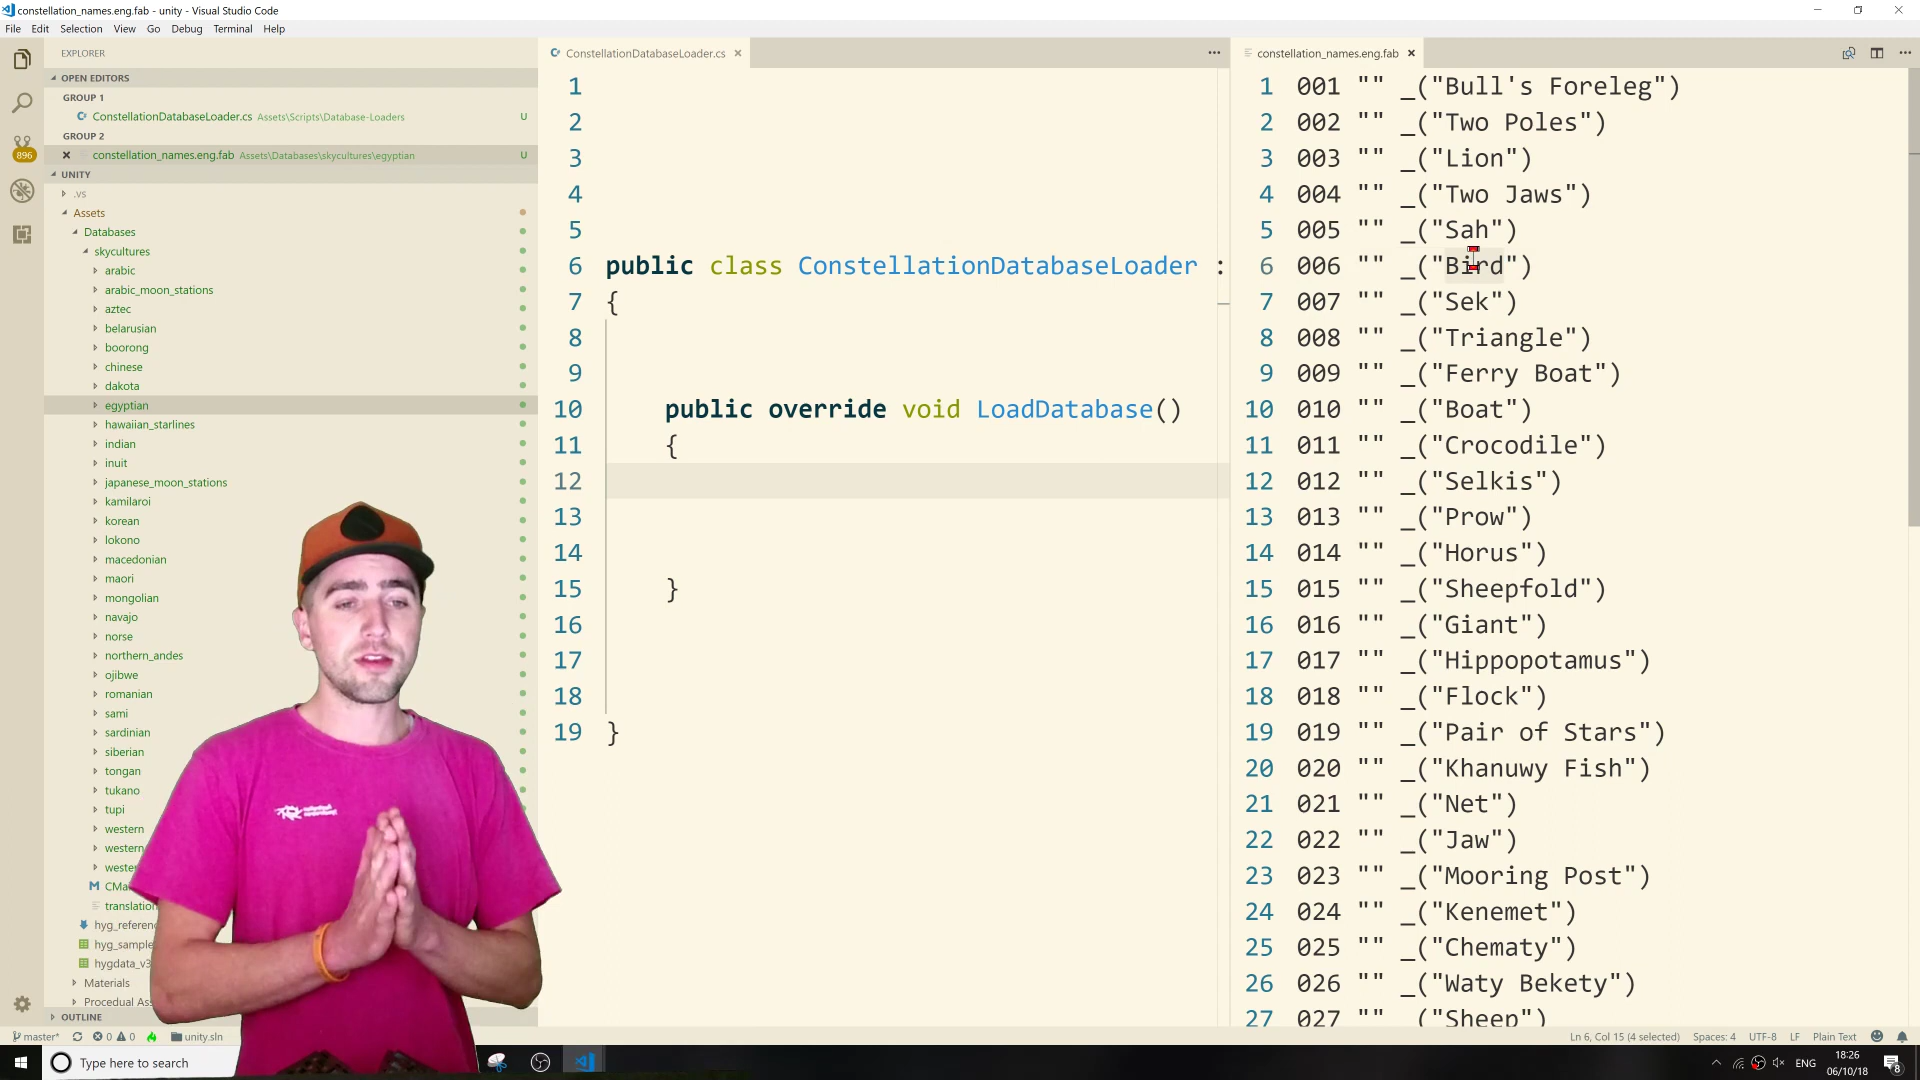 constellation_names.eng.fab - unity - Visual Studio Code
File Edit Selection View Go Debug Terminal Help
EXPLORER
OPEN EDITORS
GROUP 1
ConstellationDatabaseLoader.cs Assets\Scripts\Database-Loaders U
GROUP 2
constellation_names.eng.fab Assets\Databases\skycultures\egyptian U
UNITY
.vs
Assets
Databases
skycultures
arabic
arabic_moon_stations
aztec
belarusian
boorong
chinese
dakota
egyptian
hawaiian_starlines
indian
inuit
japanese_moon_stations
kamilaroi
korean
lokono
macedonian
maori
mongolian
navajo
norse
northern_andes
ojibwe
romanian
sami
sardinian
siberian
tongan
tukano
tupi
western
western
weste
CMa
translation
hyg_referen
hyg_sample
hygdata_v3
Materials
Procedual Ass
OUTLINE
896
ConstellationDatabaseLoader.cs
1
2
3
4
5
6 public class ConstellationDatabaseLoader :
7 {
8
9
10 public override void LoadDatabase()
11 {
12
13
14
15 }
16
17
18
19 }
constellation_names.eng.fab
1 001 "" _("Bull's Foreleg")
2 002 "" _("Two Poles")
3 003 "" _("Lion")
4 004 "" _("Two Jaws")
5 005 "" _("Sah")
6 006 "" _("Bird")
7 007 "" _("Sek")
8 008 "" _("Triangle")
9 009 "" _("Ferry Boat")
10 010 "" _("Boat")
11 011 "" _("Crocodile")
12 012 "" _("Selkis")
13 013 "" _("Prow")
14 014 "" _("Horus")
15 015 "" _("Sheepfold")
16 016 "" _("Giant")
17 017 "" _("Hippopotamus")
18 018 "" _("Flock")
19 019 "" _("Pair of Stars")
20 020 "" _("Khanuwy Fish")
21 021 "" _("Net")
22 022 "" _("Jaw")
23 023 "" _("Mooring Post")
24 024 "" _("Kenemet")
25 025 "" _("Chematy")
26 026 "" _("Waty Bekety")
27 027 "" _("Sheep")
master* 0 0 unity.sln
Ln 6, Col 15 (4 selected) Spaces: 4 UTF-8 LF Plain Text
Type here to search
ENG
18:26
06/10/18
8